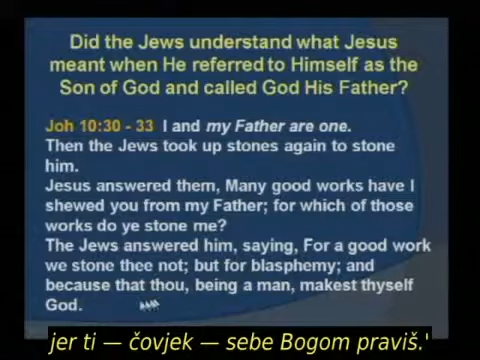 Did the Jews understand what Jesus
meant when He referred to Himself as the
Son of God and called God His Father?
Joh 10:30 - 33 I and my Father are one.
Then the Jews took up stones again to stone
him.
Jesus answered them, Many good works have I
shewed you from my Father; for which of those
works do ye stone me?
The Jews answered him, saying, For a good work
we stone thee not; but for blasphemy; and
because that thou, being a man, makest thyself
God.
jer ti — čovjek — sebe Bogom praviš.'